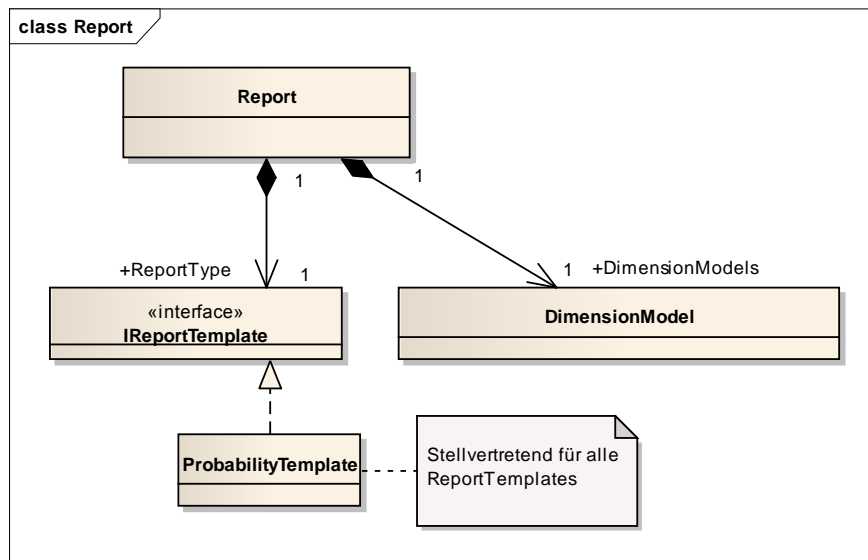 class Report
Report
1
1
+ReportType
1
1
+DimensionModels
«interface»
IReportTemplate
DimensionModel
ProbabilityTemplate
Stellvertretend für alle
ReportTemplates